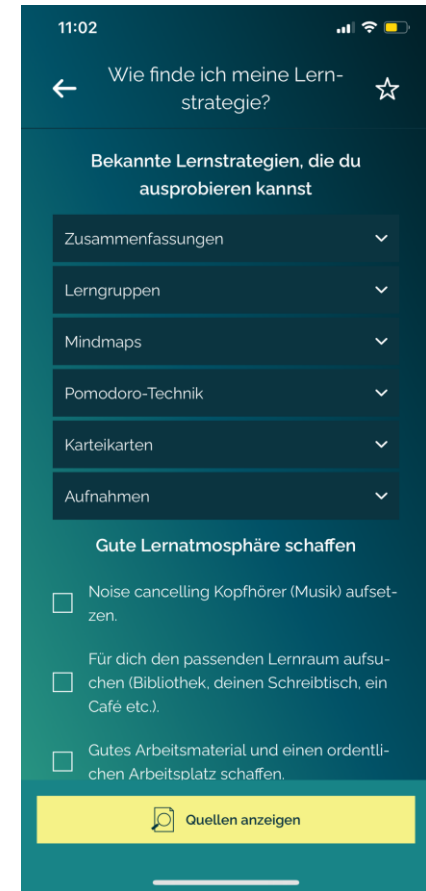 11:02
Wie finde ich meine Lern-
strategie?
Bekannte Lernstrategien, die du
ausprobieren kannst
Zusammenfassungen
Lerngruppen
Mindmaps
Pomodoro-Technik
Karteikarten
Aufnahmen
Gute Lernatmosphäre schaffen
Noise cancelling Kopfhörer (Musik) aufset-
zen.
Für dich den passenden Lernraum aufsu-
chen (Bibliothek, deinen Schreibtisch, ein
Café etc.).
Gutes Arbeitsmaterial und einen ordentli-
chen Arbeitsplatz schaffen.
Quellen anzeigen